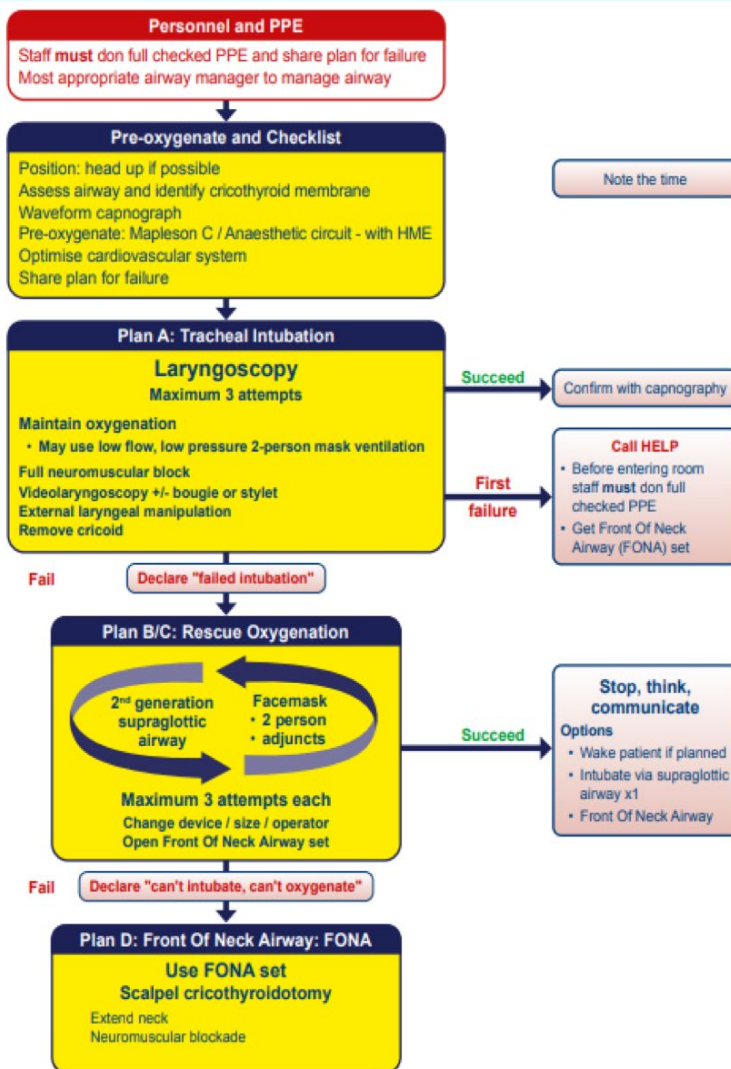 Personnel and PPE
Staff must don full checked PPE and share plan for failure
Most appropriate airway manager to manage airway
Pre-oxygenate and Checklist
Position: head up if possible
Assess airway and identify cricothyroid membrane
Waveform capnograph
Pre-oxygenate: Mapleson C / Anaesthetic circuit - with HME
Optimise cardiovascular system
Share plan for failure
Note the time
Plan A: Tracheal Intubation
Laryngoscopy
Maximum 3 attempts
Maintain oxygenation
• May use low flow, low pressure 2-person mask ventilation
Full neuromuscular block
Videolaryngoscopy +/- bougie or stylet
External laryngeal manipulation
Remove cricoid
Succeed
Confirm with capnography
First
failure
Call HELP
• Before entering room
staff must don full
checked PPE
• Get Front Of Neck
Airway (FONA) set
Fail
Declare "failed intubation"
Plan B/C: Rescue Oxygenation
2nd generation
supraglottic
airway
Facemask
• 2 person
• adjuncts
Maximum 3 attempts each
Change device / size / operator
Open Front Of Neck Airway set
Succeed
Stop, think,
communicate
Options
• Wake patient if planned
• Intubate via supraglottic
airway x1
• Front Of Neck Airway
Fail
Declare "can't intubate, can't oxygenate"
Plan D: Front Of Neck Airway: FONA
Use FONA set
Scalpel cricothyroidotomy
Extend neck
Neuromuscular blockade